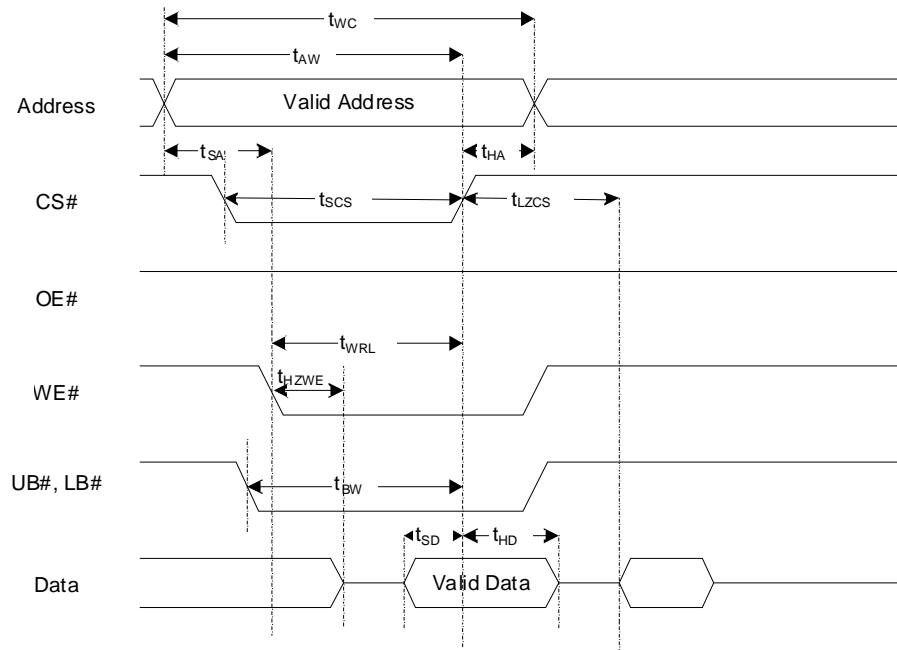 tWC
tAW
Address
Valid Address
tSA
tHA
CS#
tSCS
tLZCS
OE#
tWRL
tHZWE
WE#
UB#, LB#
tBW
tSD
tHD
Data
Valid Data